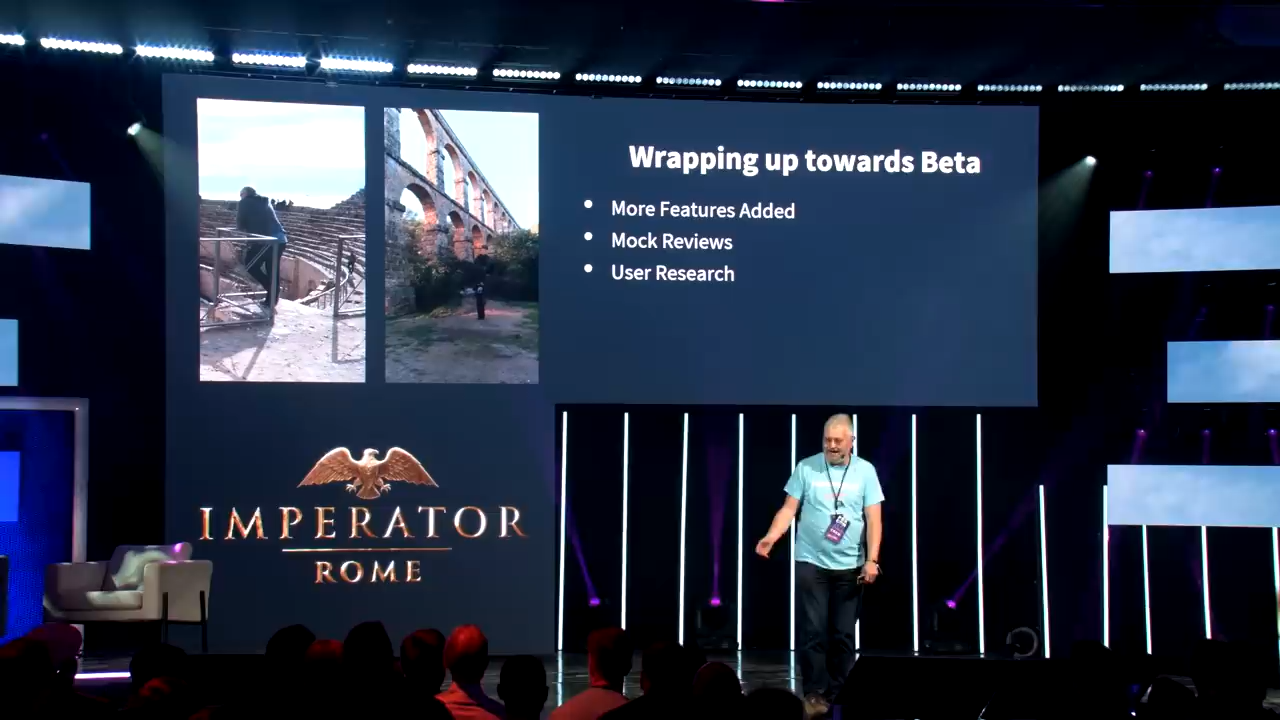 Wrapping up towards Beta
• More Features Added
• Mock Reviews
• User Research
IMPERATOR
ROME